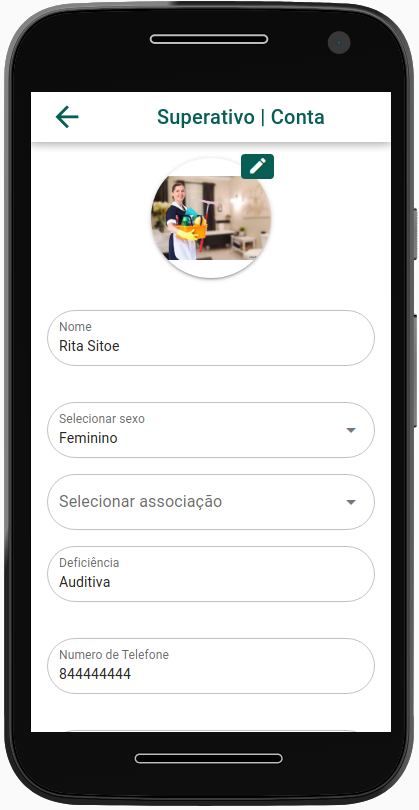 Superativo | Conta
Nome
Rita Sitoe
Selecionar sexo
Feminino
Selecionar associação
Deficiência
Auditiva
Numero de Telefone
844444444